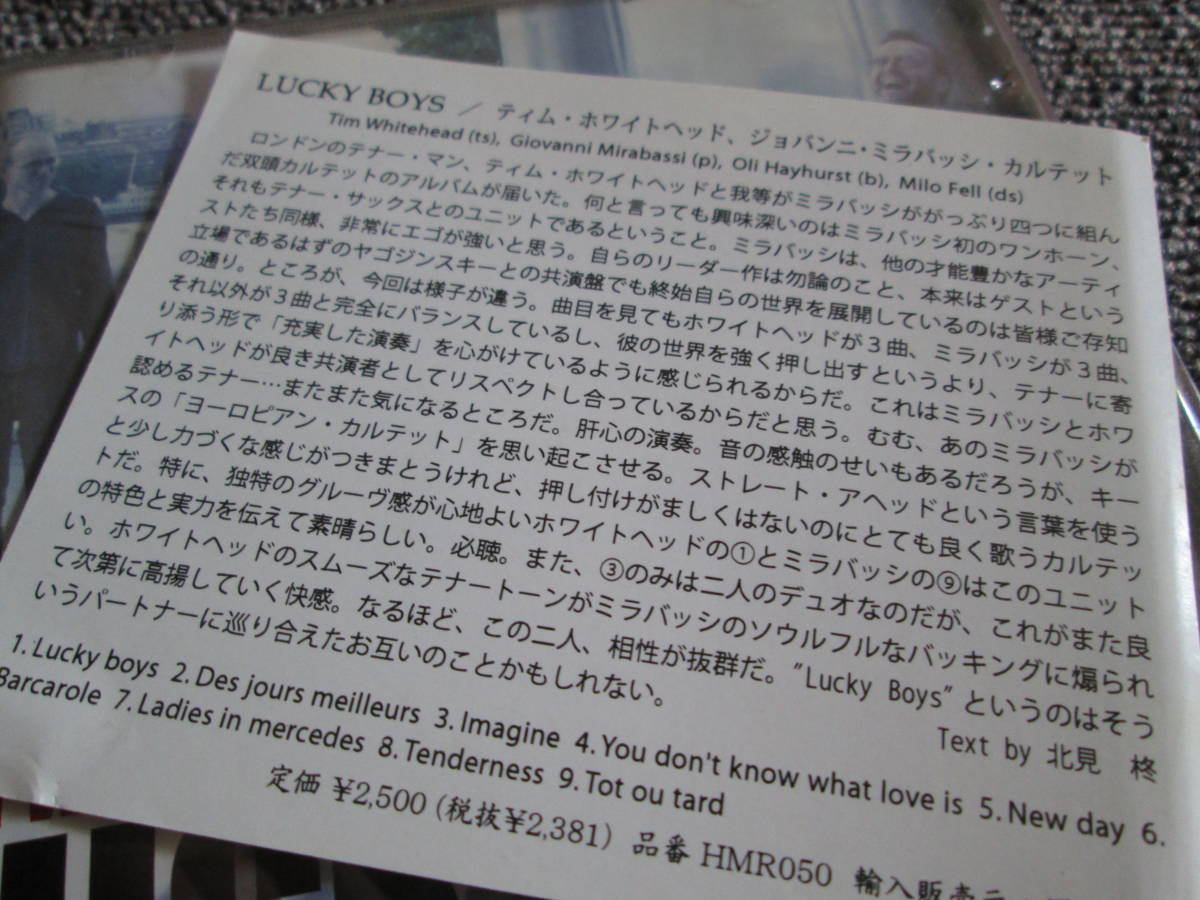 LUCKY BOYS / ティム・ホワイトヘッド、ジョバンニ・ミラバッシ・カルテット
Tim Whitehead (ts), Giovanni Mirabassi (p), Oli Hayhurst (b), Milo Fell (ds)
ロンドンのテナー・マン、ティム・ホワイトヘッドと我等がミラバッシががっぷり四つに組ん
だ双頭カルテットのアルバムが届いた。何と言っても興味深いのはミラバッシ初のワンホーン、
それもテナー・サックスとのユニットであるということ。ミラバッシは、他の才能豊かなアーティ
ストたち同様、非常にエゴが強いと思う。自らのリーダー作は勿論のこと、本来はゲストという
立場であるはずのヤゴジンスキーとの共演盤でも終始自らの世界を展開しているのは皆様ご存知
の通り。ところが、今回は様子が違う。曲目を見てもホワイトヘッドが３曲、ミラバッシが３曲、
それ以外が３曲と完全にバランスしているし、彼の世界を強く押し出すというより、テナーに寄
り添う形で「充実した演奏」を心がけているように感じられるからだ。これはミラバッシとホワ
イトヘッドが良き共演者としてリスペクトし合っているからだと思う。むむ、あのミラバッシが
認めるテナー…またまた気になるところだ。肝心の演奏。音の感触のせいもあるだろうが、キー
スの「ヨーロピアン・カルテット」を思い起こさせる。ストレート・アヘッドという言葉を使う
と少し力づくな感じがつきまとうけれど、押し付けがましくはないのにとても良く歌うカルテッ
トだ。特に、独特のグルーヴ感が心地よいホワイトヘッドの①とミラバッシの⑨はこのユニット
の特色と実力を伝えて素晴らしい。必聴。また、③のみは二人のデュオなのだが、これがまた良
い。ホワイトヘッドのスムーズなテナートーンがミラバッシのソウルフルなバッキングに煽られ
て次第に高揚していく快感。なるほど、この二人、相性が抜群だ。"Lucky Boys"というのはそう
いうパートナーに巡り合えたお互いのことかもしれない。
Text by 北見 柊
1. Lucky boys 2. Des jours meilleurs 3. Imagine 4. You don't know what love is 5. New day 6.
Barcarole 7. Ladies in mercedes 8. Tenderness 9. Tot ou tard
定価 ¥2,500 (税抜¥2,381) 品番 HMR050 輸入販売元